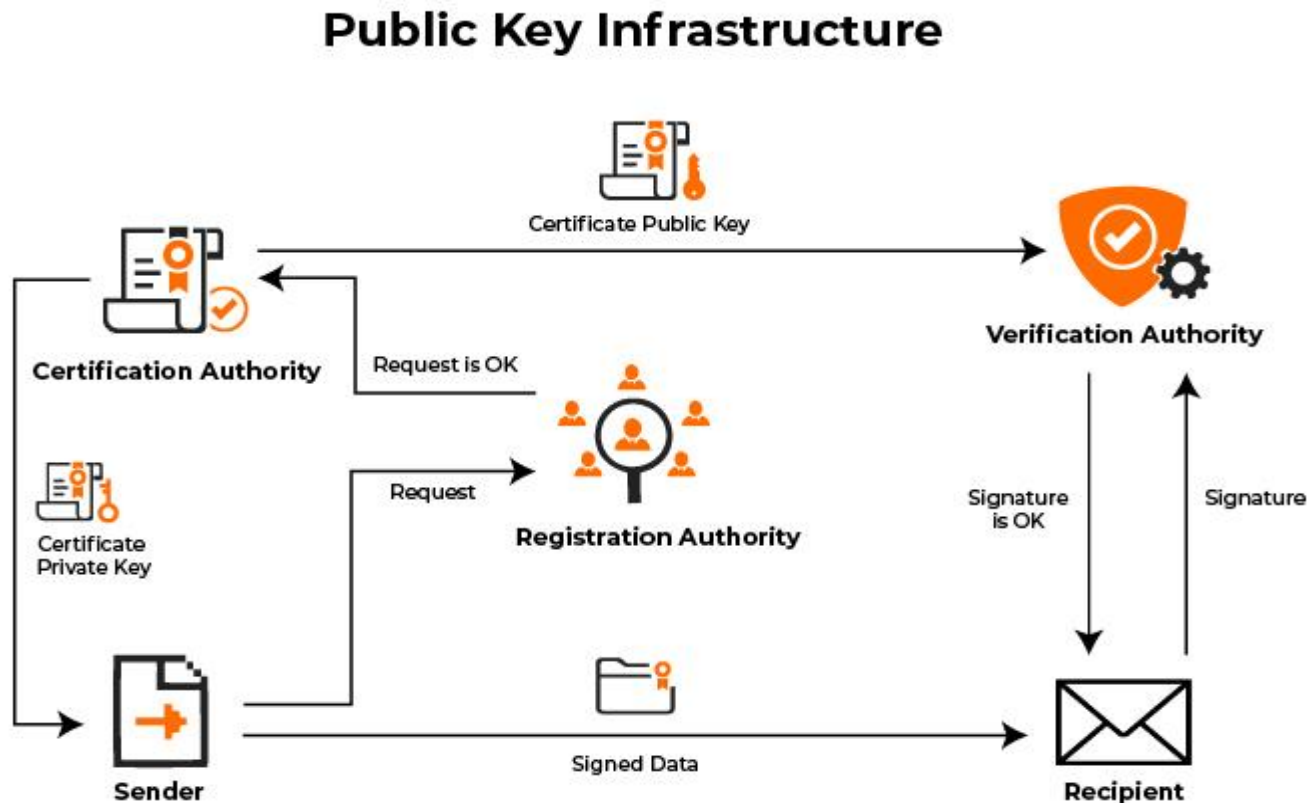 Public Key Infrastructure
Certificate Public Key
Verification Authority
Certification Authority
Request is OK
Request
Registration Authority
Certificate
Private Key
Signature
is OK
Signature
Signed Data
Sender
Recipient